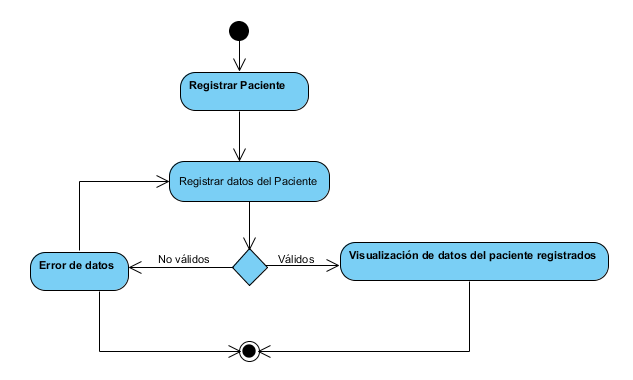 Registrar Paciente
Registrar datos del Paciente
No válidos
Válidos
Error de datos
Visualización de datos del paciente registrados